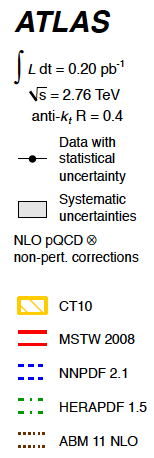 ATLAS
∫ L dt = 0.20 pb⁻¹
√s = 2.76 TeV
anti-kₜ R = 0.4
Data with
statistical
uncertainty
Systematic
uncertainties
NLO pQCD ⊗
non-pert. corrections
CT10
MSTW 2008
NNPDF 2.1
HERAPDF 1.5
ABM 11 NLO